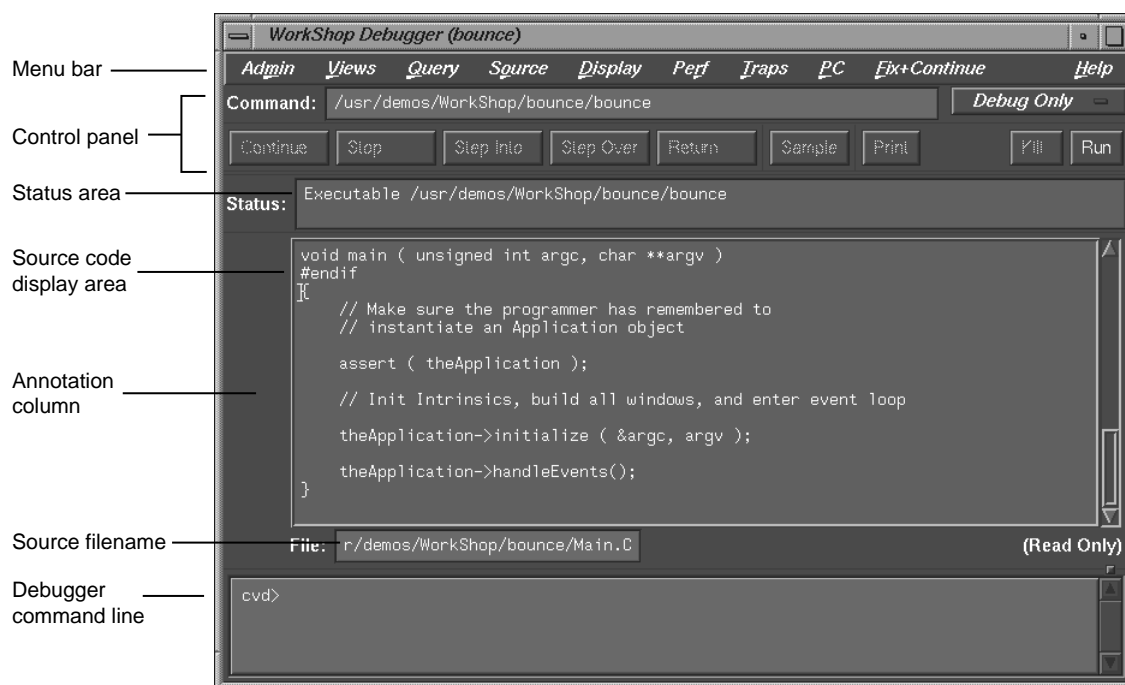 WorkShop Debugger (bounce)
Menu bar
Admin Views Query Source Display Perf Traps PC Fix+Continue Help
Control panel
Command: /usr/demos/WorkShop/bounce/bounce Debug Only
Continue Stop Step Into Step Over Return Sample Print Kill Run
Status area
Status: Executable /usr/demos/WorkShop/bounce/bounce
Source code
display area
void main ( unsigned int argc, char **argv )
#endif
{
// Make sure the programmer has remembered to
// instantiate an Application object
assert ( theApplication );
Annotation
column
// Init Intrinsics, build all windows, and enter event loop
theApplication->initialize ( &argc, argv );
theApplication->handleEvents();
}
Source filename
File: r/demos/WorkShop/bounce/Main.C (Read Only)
Debugger
command line
cvd>